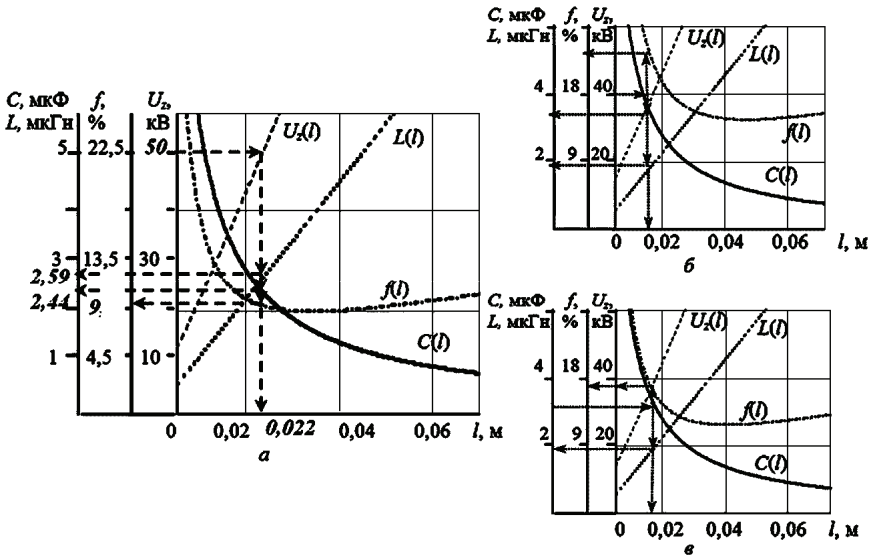 C, мкФ f, U₂,
L, мкГн % кВ
5 22,5 50
U₂(l)
L(l)
3 13,5 30
2,59
2,44 9
f(l)
1 4,5 10
C(l)
0 0,02 0,022 0,04 0,06 l, м
а
C, мкФ f, U₂,
L, мкГн % кВ
U₂(l)
L(l)
4 18 40
f(l)
2 9 20
C(l)
0 0,02 0,04 0,06 l, м
б
C, мкФ f, U₂,
L, мкГн % кВ
U₂(l)
L(l)
4 18 40
f(l)
2 9 20
C(l)
0 0,02 0,04 0,06 l, м
в